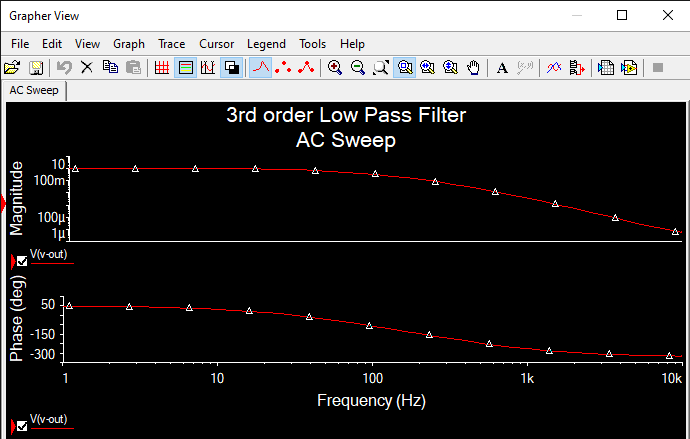 Grapher View
File Edit View Graph Trace Cursor Legend Tools Help
A
AC Sweep
3rd order Low Pass Filter
AC Sweep
Magnitude
10
100m
100µ
1µ
V(v-out)
Phase (deg)
50
-150
-300
1 10 100 1k 10k
Frequency (Hz)
V(v-out)